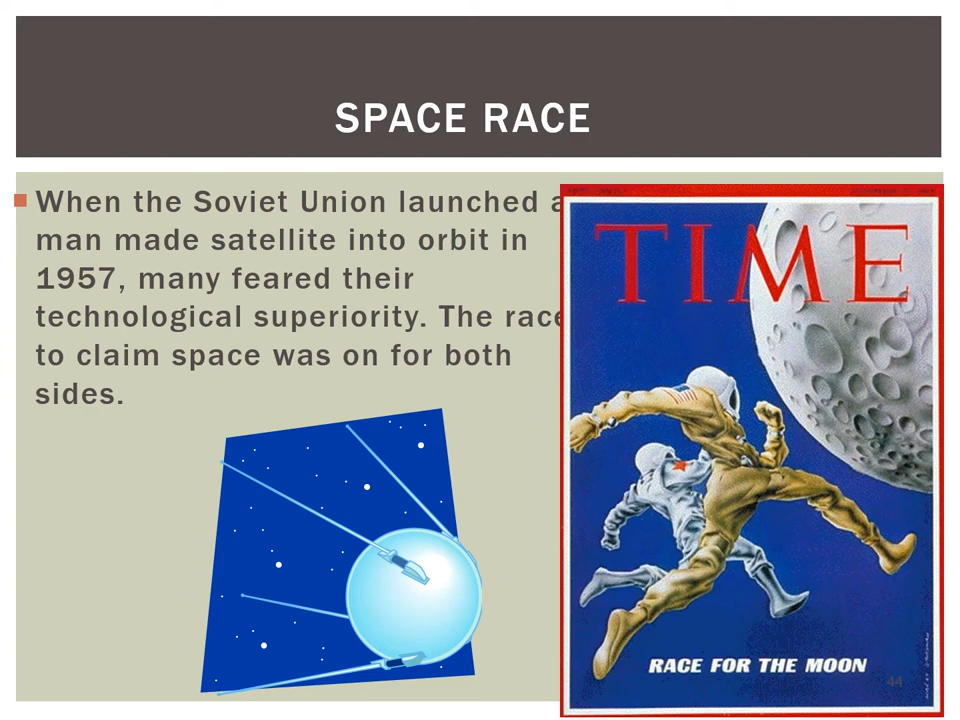 SPACE RACE
When the Soviet Union launched a
man made satellite into orbit in
1957, many feared their
technological superiority. The race
to claim space was on for both
sides.
TIME
RACE FOR THE MOON
44